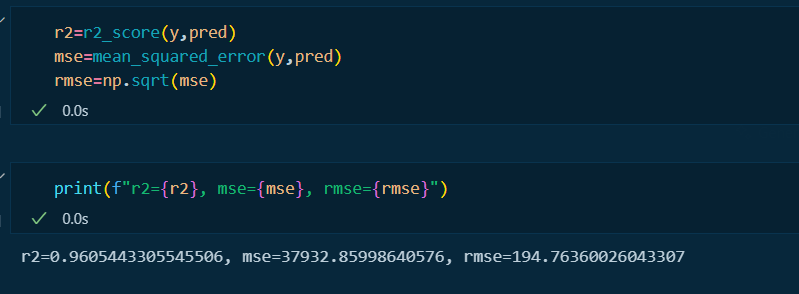 r2=r2_score(y,pred)
mse=mean_squared_error(y,pred)
rmse=np.sqrt(mse)
0.0s
print(f"r2={r2}, mse={mse}, rmse={rmse}")
0.0s
r2=0.9605443305545506, mse=37932.85998640576, rmse=194.76360026043307